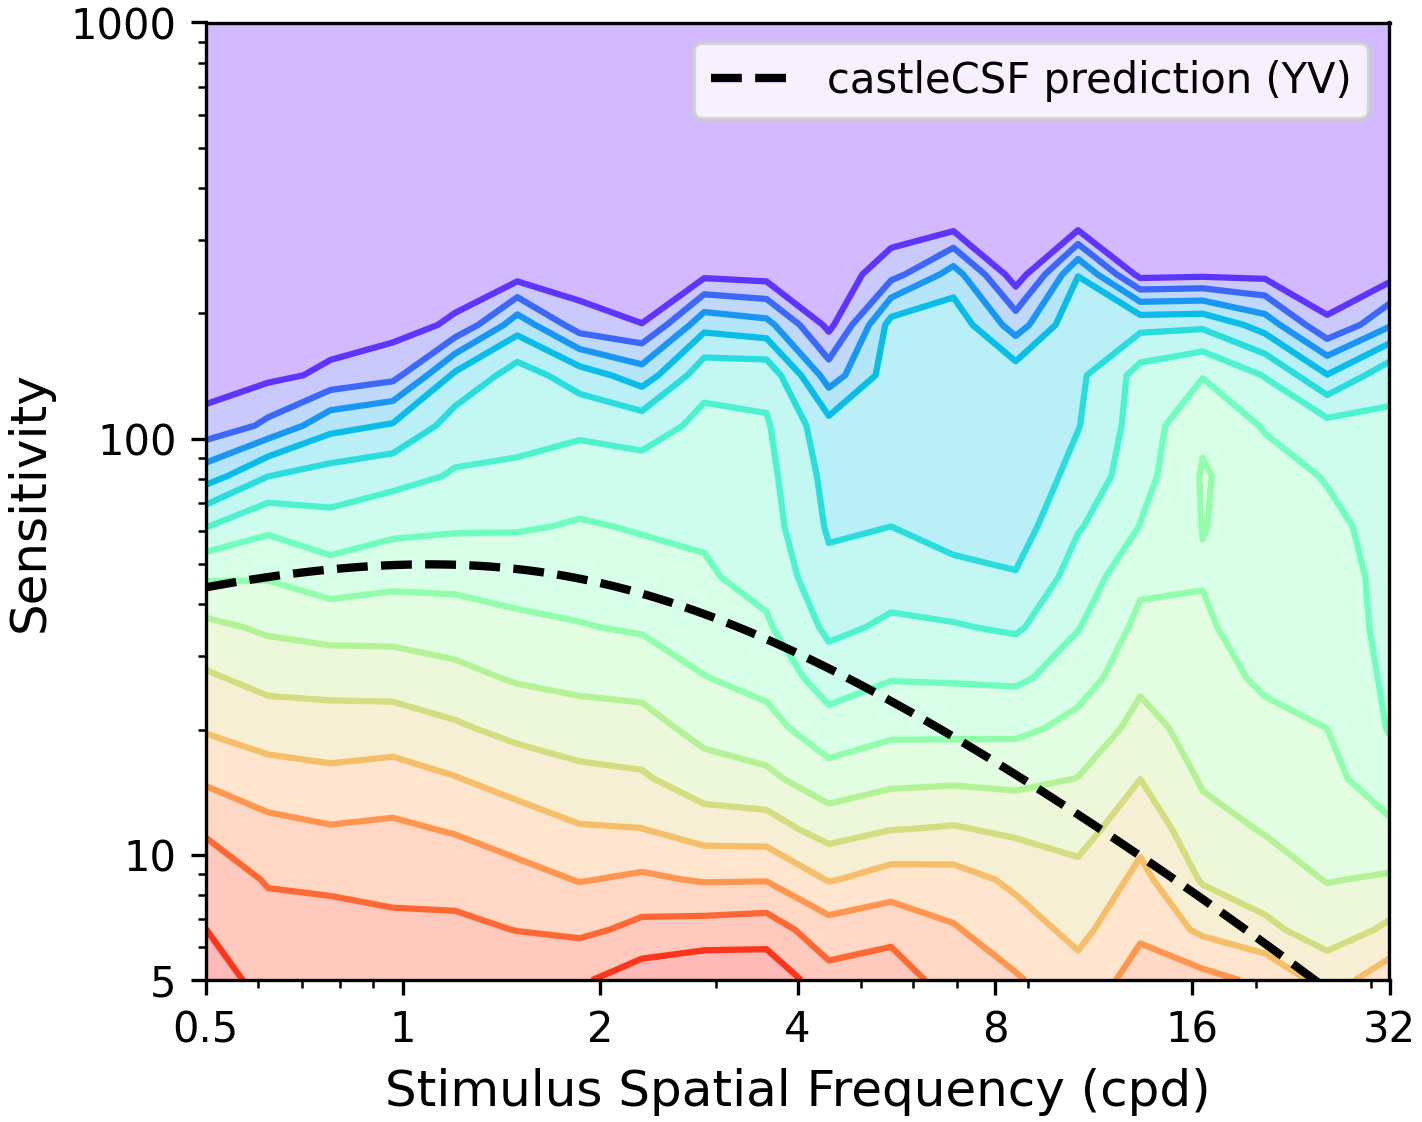 1000
castleCSF prediction (YV)
Sensitivity
100
10
5
0.5 1 2 4 8 16 32
Stimulus Spatial Frequency (cpd)